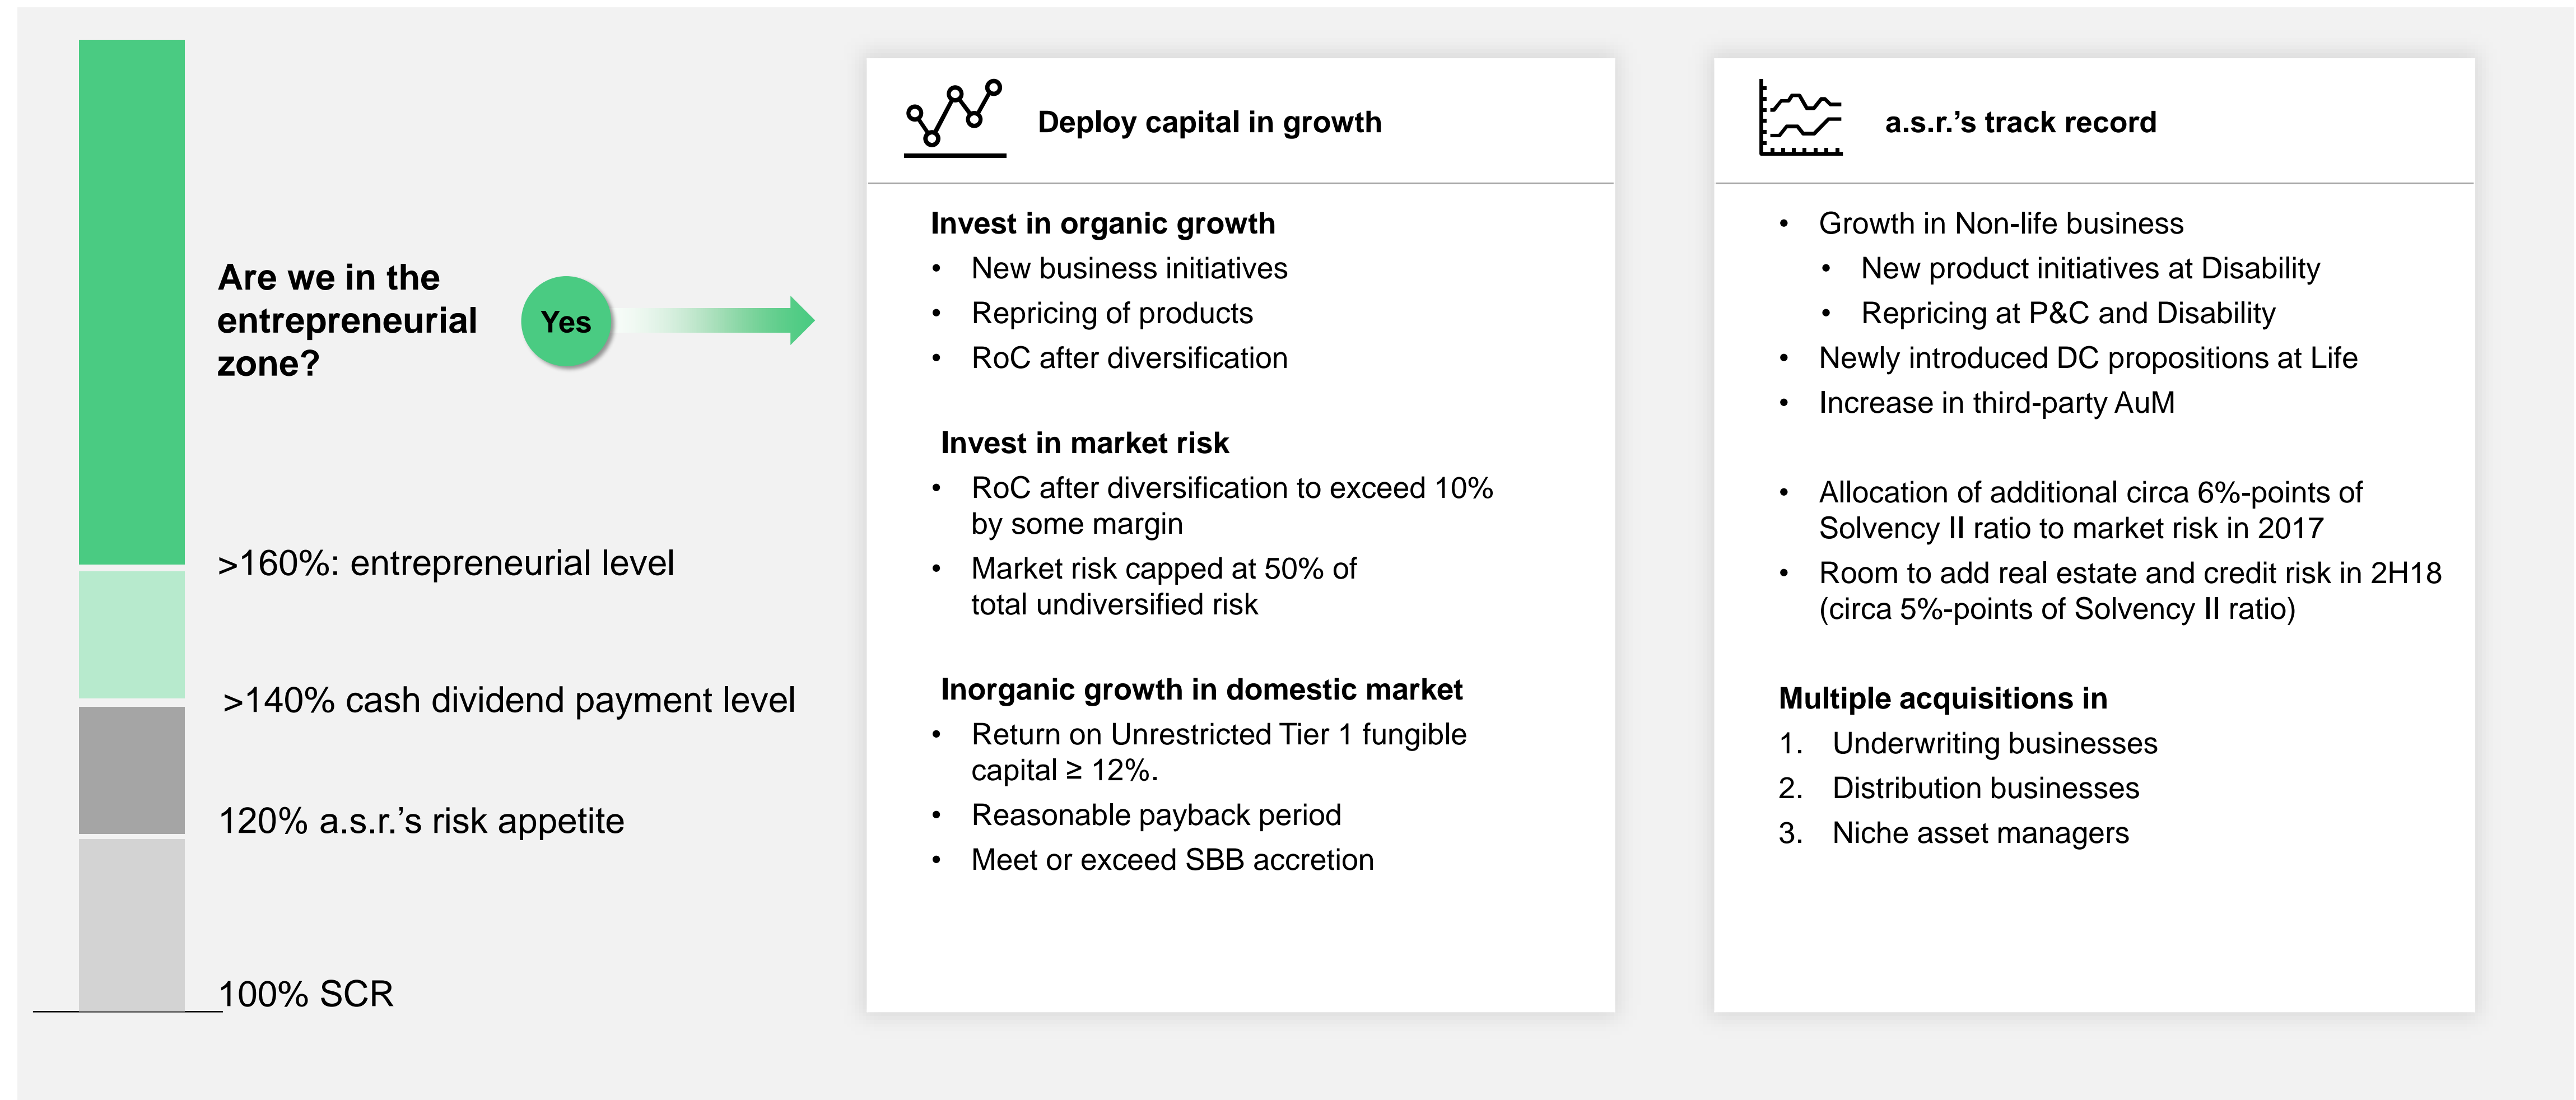 Are we in the
entrepreneurial
zone?
Yes
>160%: entrepreneurial level
>140% cash dividend payment level
120% a.s.r.’s risk appetite
100% SCR
Deploy capital in growth
Invest in organic growth
• New business initiatives
• Repricing of products
• RoC after diversification
Invest in market risk
• RoC after diversification to exceed 10%
by some margin
• Market risk capped at 50% of
total undiversified risk
Inorganic growth in domestic market
• Return on Unrestricted Tier 1 fungible
capital ≥ 12%.
• Reasonable payback period
• Meet or exceed SBB accretion
a.s.r.’s track record
• Growth in Non-life business
• New product initiatives at Disability
• Repricing at P&C and Disability
• Newly introduced DC propositions at Life
• Increase in third-party AuM
• Allocation of additional circa 6%-points of
Solvency II ratio to market risk in 2017
• Room to add real estate and credit risk in 2H18
(circa 5%-points of Solvency II ratio)
Multiple acquisitions in
1. Underwriting businesses
2. Distribution businesses
3. Niche asset managers